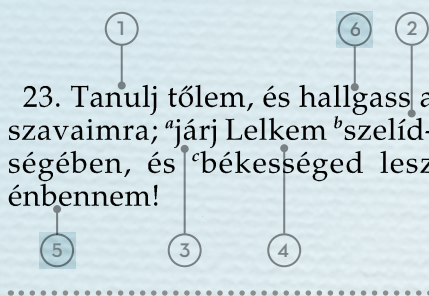 1 6 2
23. Tanulj tőlem, és hallgass a
szavaimra; ajárj Lelkem bszelíd-
ségében, és cbékességed lesz
énbennem!
5 3 4